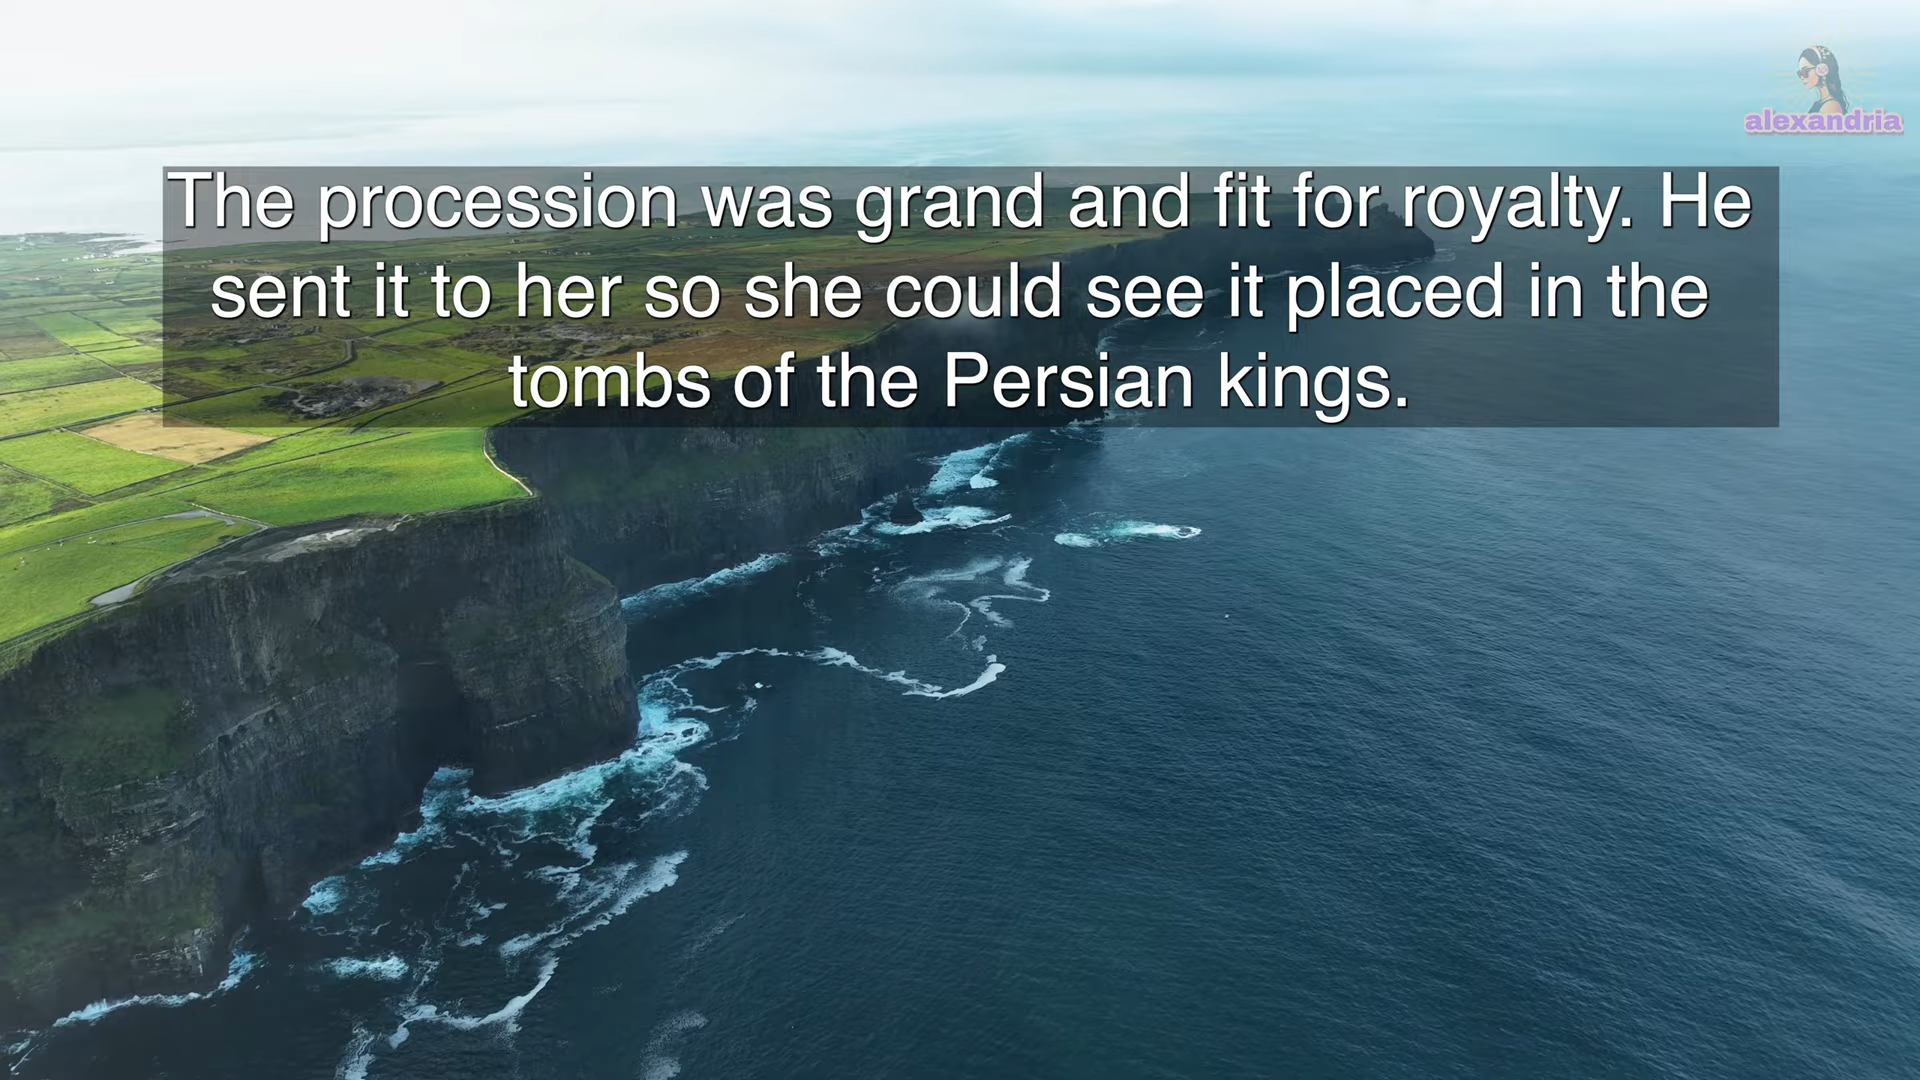 alexandria
The procession was grand and fit for royalty. He
sent it to her so she could see it placed in the
tombs of the Persian kings.